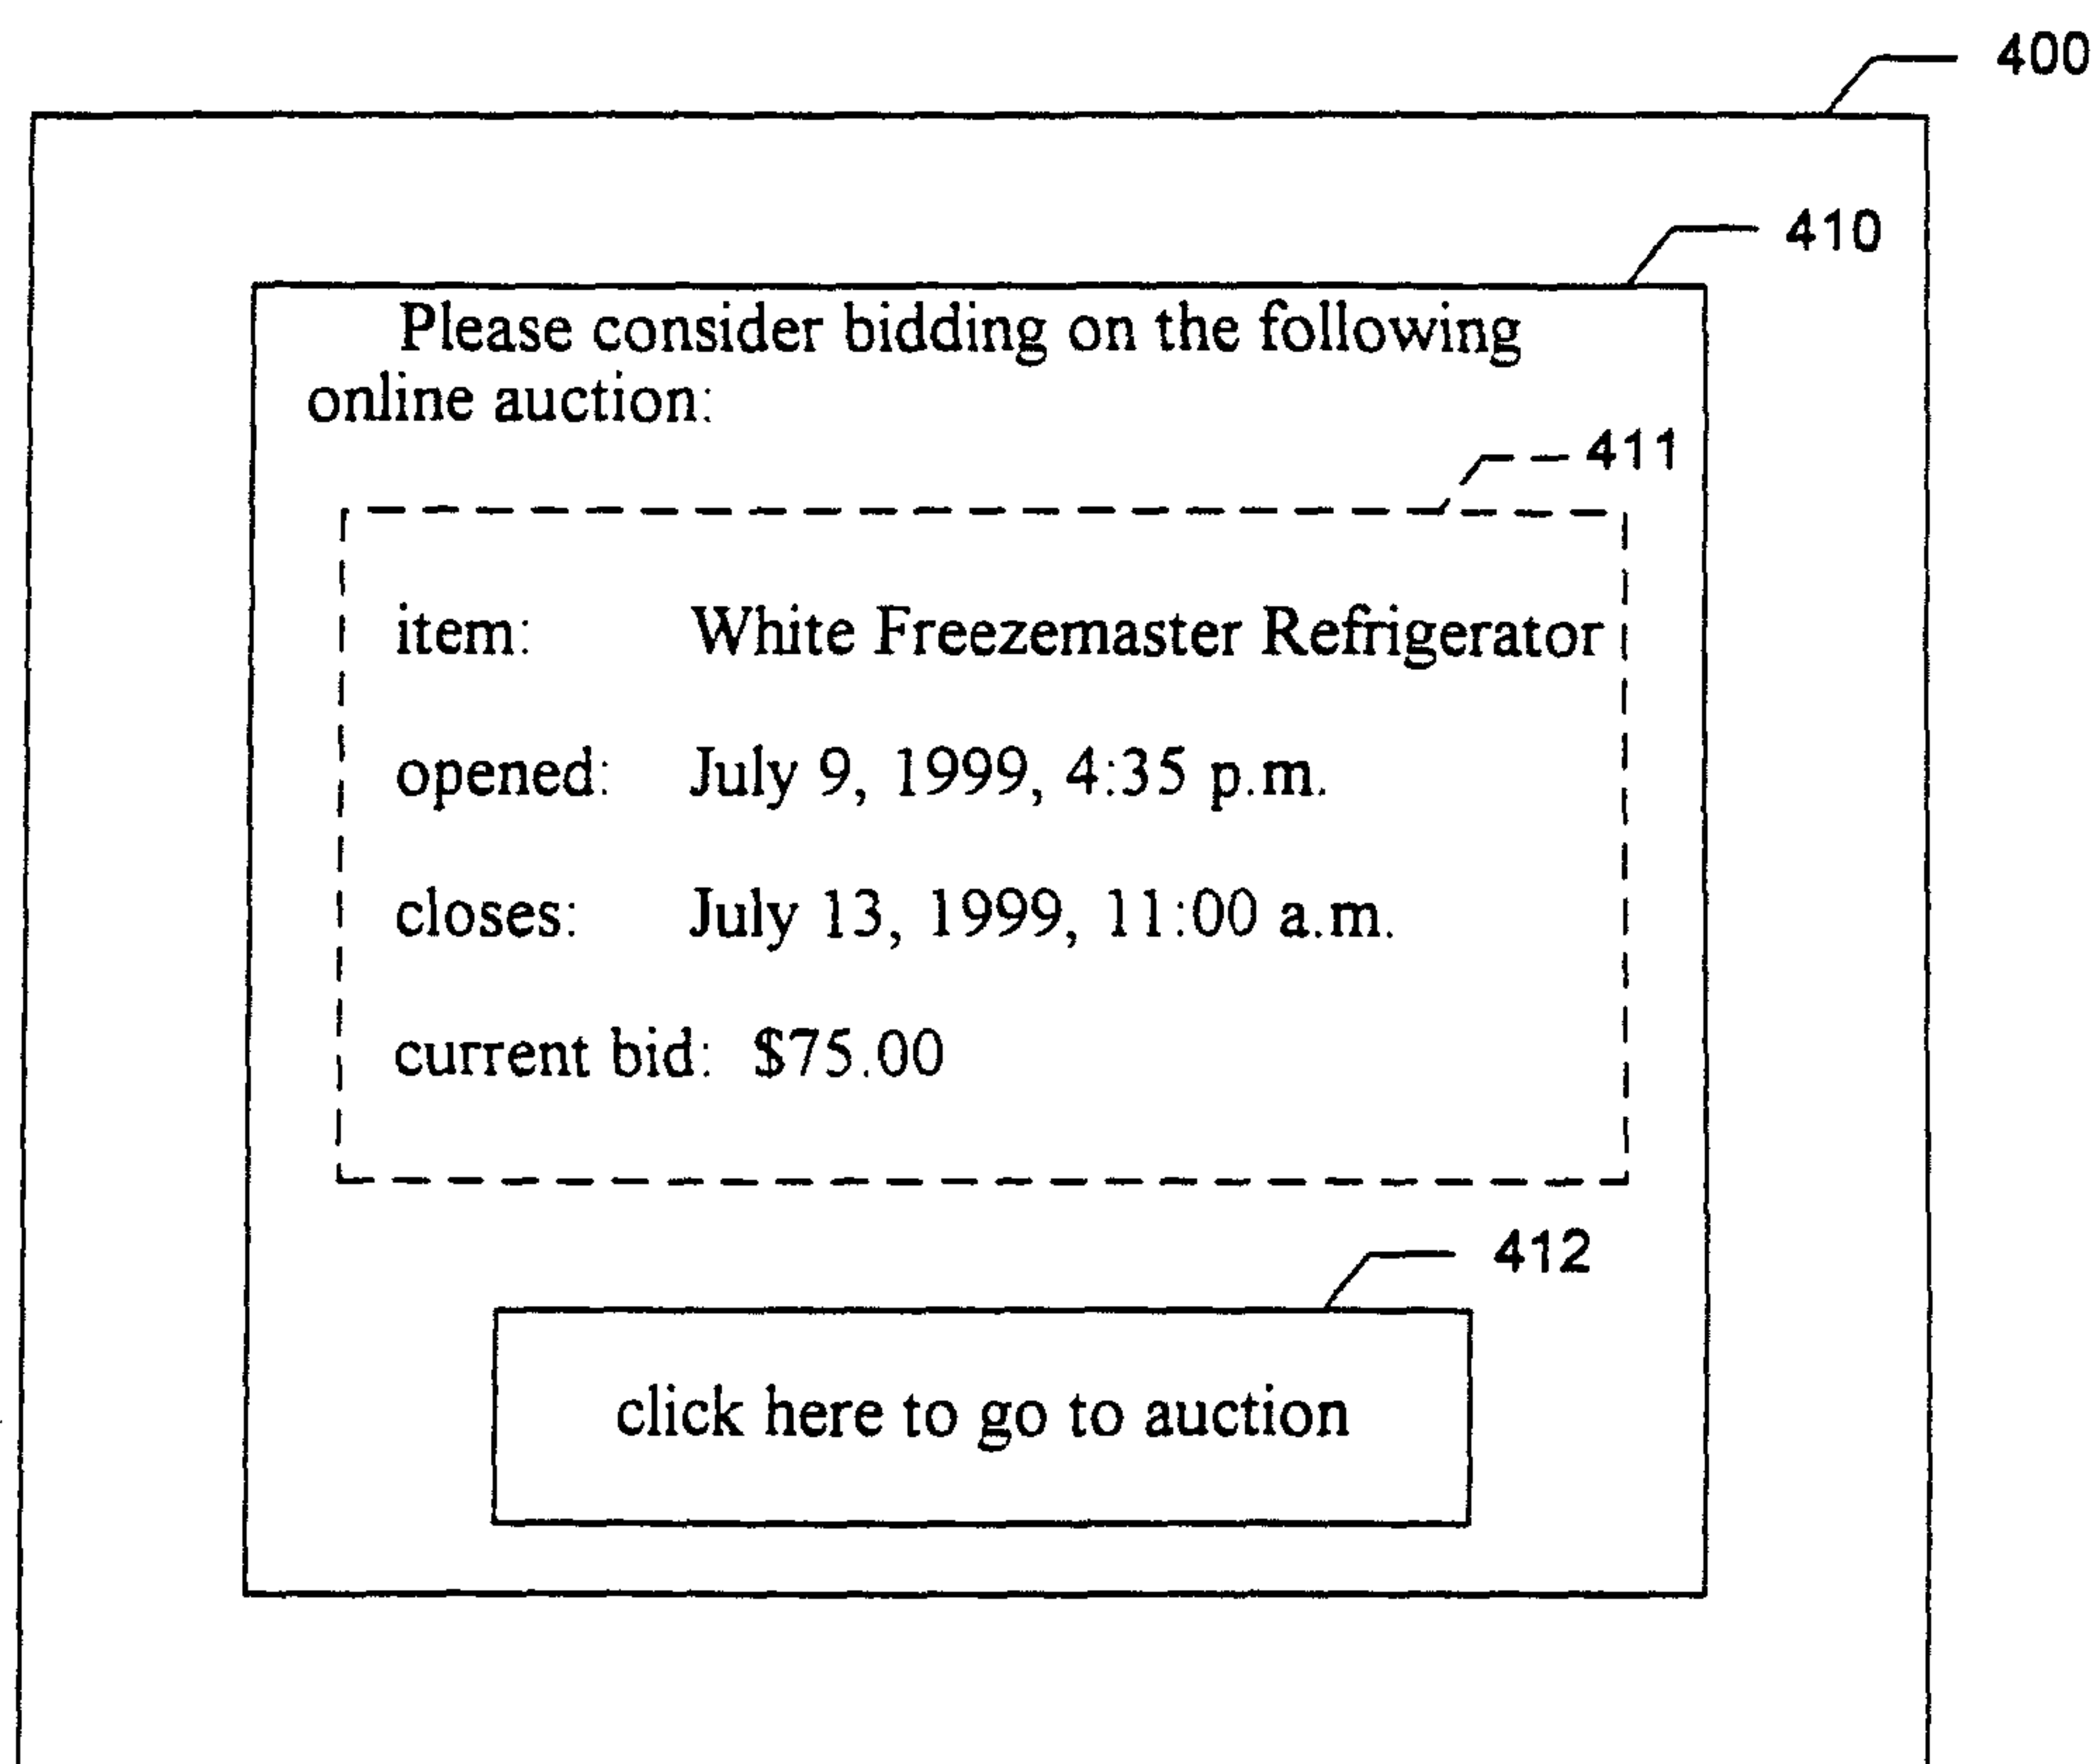 400
410
Please consider bidding on the following
online auction:
411
item: White Freezemaster Refrigerator
opened: July 9, 1999, 4:35 p.m.
closes: July 13, 1999, 11:00 a.m.
current bid: $75.00
412
click here to go to auction